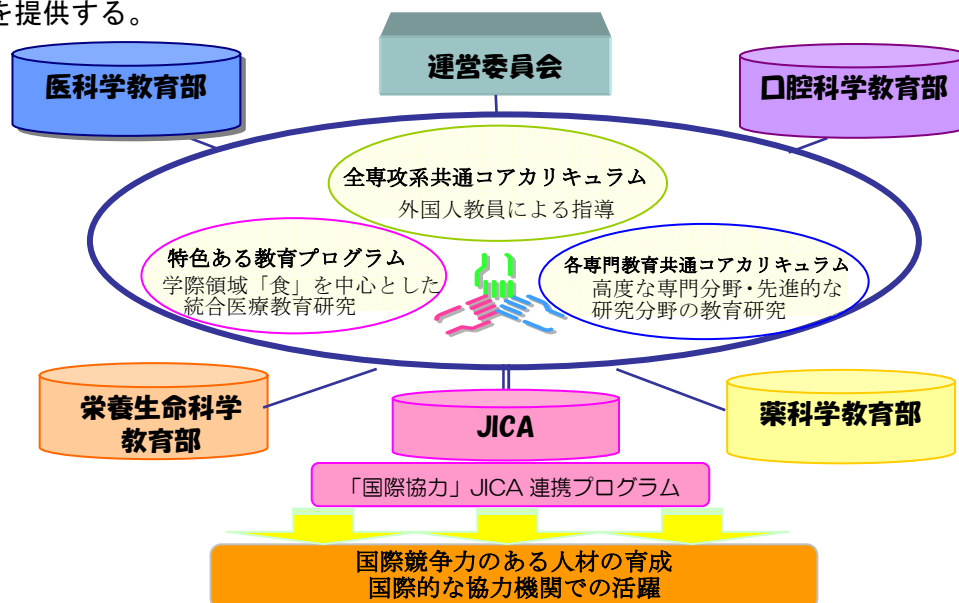 を提供する。
運営委員会
医科学教育部
口腔科学教育部
全専攻系共通コアカリキュラム
外国人教員による指導
特色ある教育プログラム
学際領域「食」を中心とした
統合医療教育研究
各専門教育共通コアカリキュラム
高度な専門分野・先進的な
研究分野の教育研究
栄養生命科学
教育部
JICA
薬科学教育部
「国際協力」JICA 連携プログラム
国際競争力のある人材の育成
国際的な協力機関での活躍